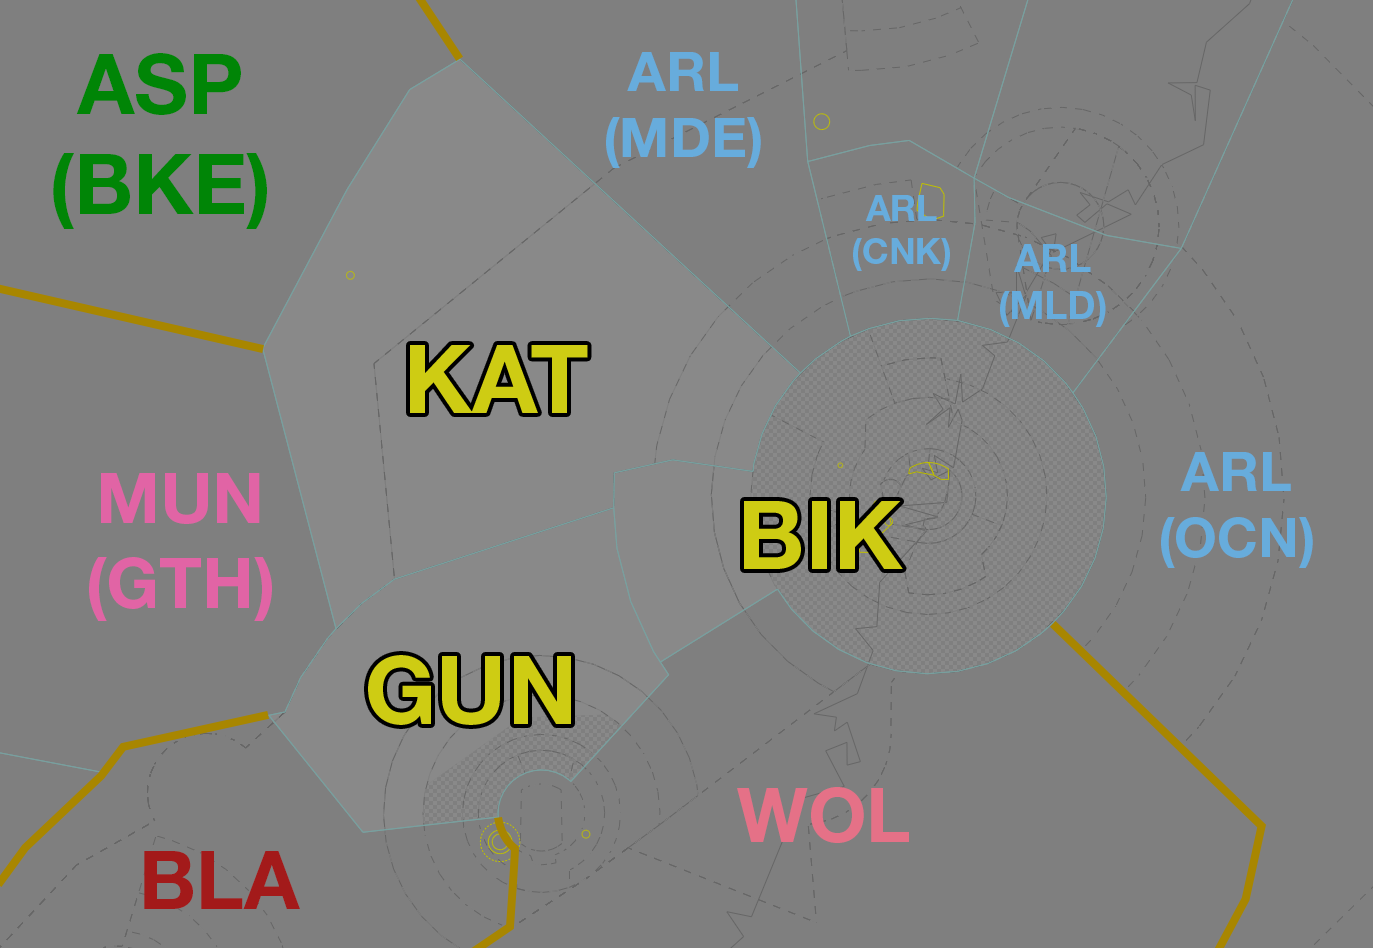 ASP
(BKE)
ARL
(MDE)
ARL
(CNK)
ARL
(MLD)
KAT
MUN
(GTH)
BIK
ARL
(OCN)
GUN
WOL
BLA